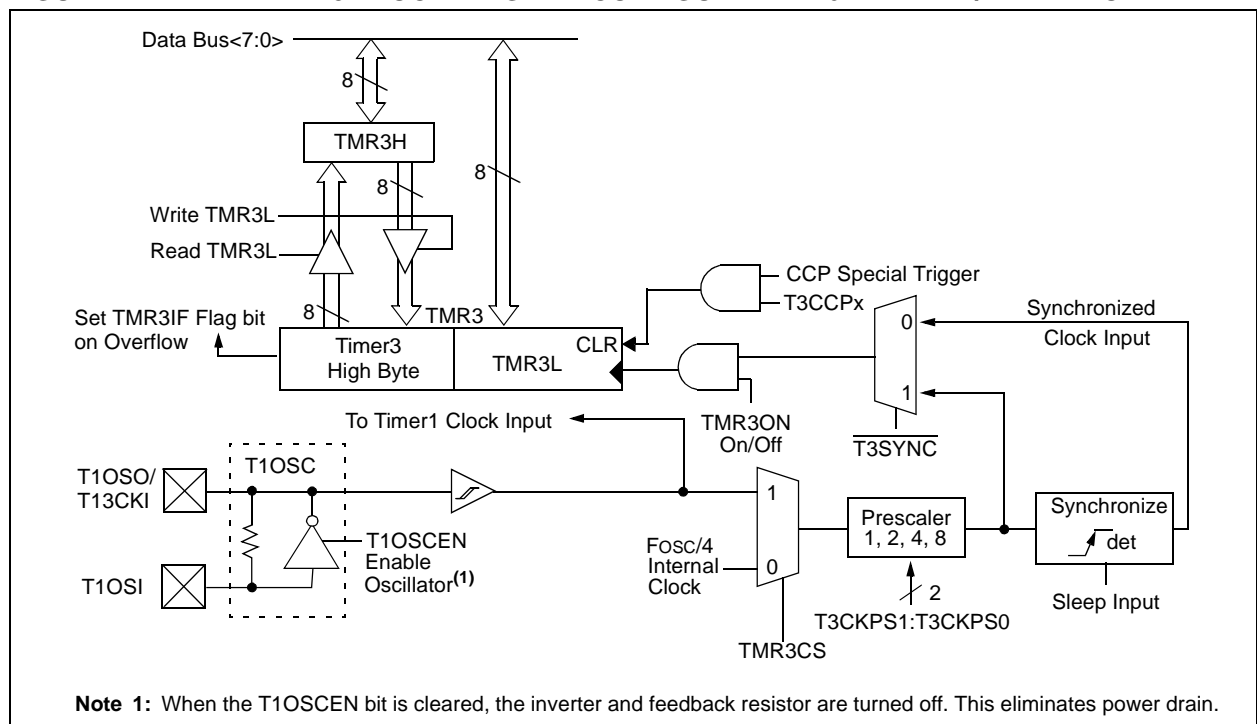 Data Bus<7:0>
8
TMR3H
8
8
Write TMR3L
Read TMR3L
CCP Special Trigger
T3CCPx
8
TMR3
Set TMR3IF Flag bit
on Overflow
Timer3
High Byte
TMR3L
CLR
0
1
Synchronized
Clock Input
To Timer1 Clock Input
TMR3ON
On/Off
T3SYNC
T1OSO/
T13CKI
T1OSC
1
Prescaler
1, 2, 4, 8
Synchronize
det
T1OSCEN
Enable
Oscillator(1)
FOSC/4
Internal
Clock
0
T1OSI
2
Sleep Input
T3CKPS1:T3CKPS0
TMR3CS
Note 1: When the T1OSCEN bit is cleared, the inverter and feedback resistor are turned off. This eliminates power drain.